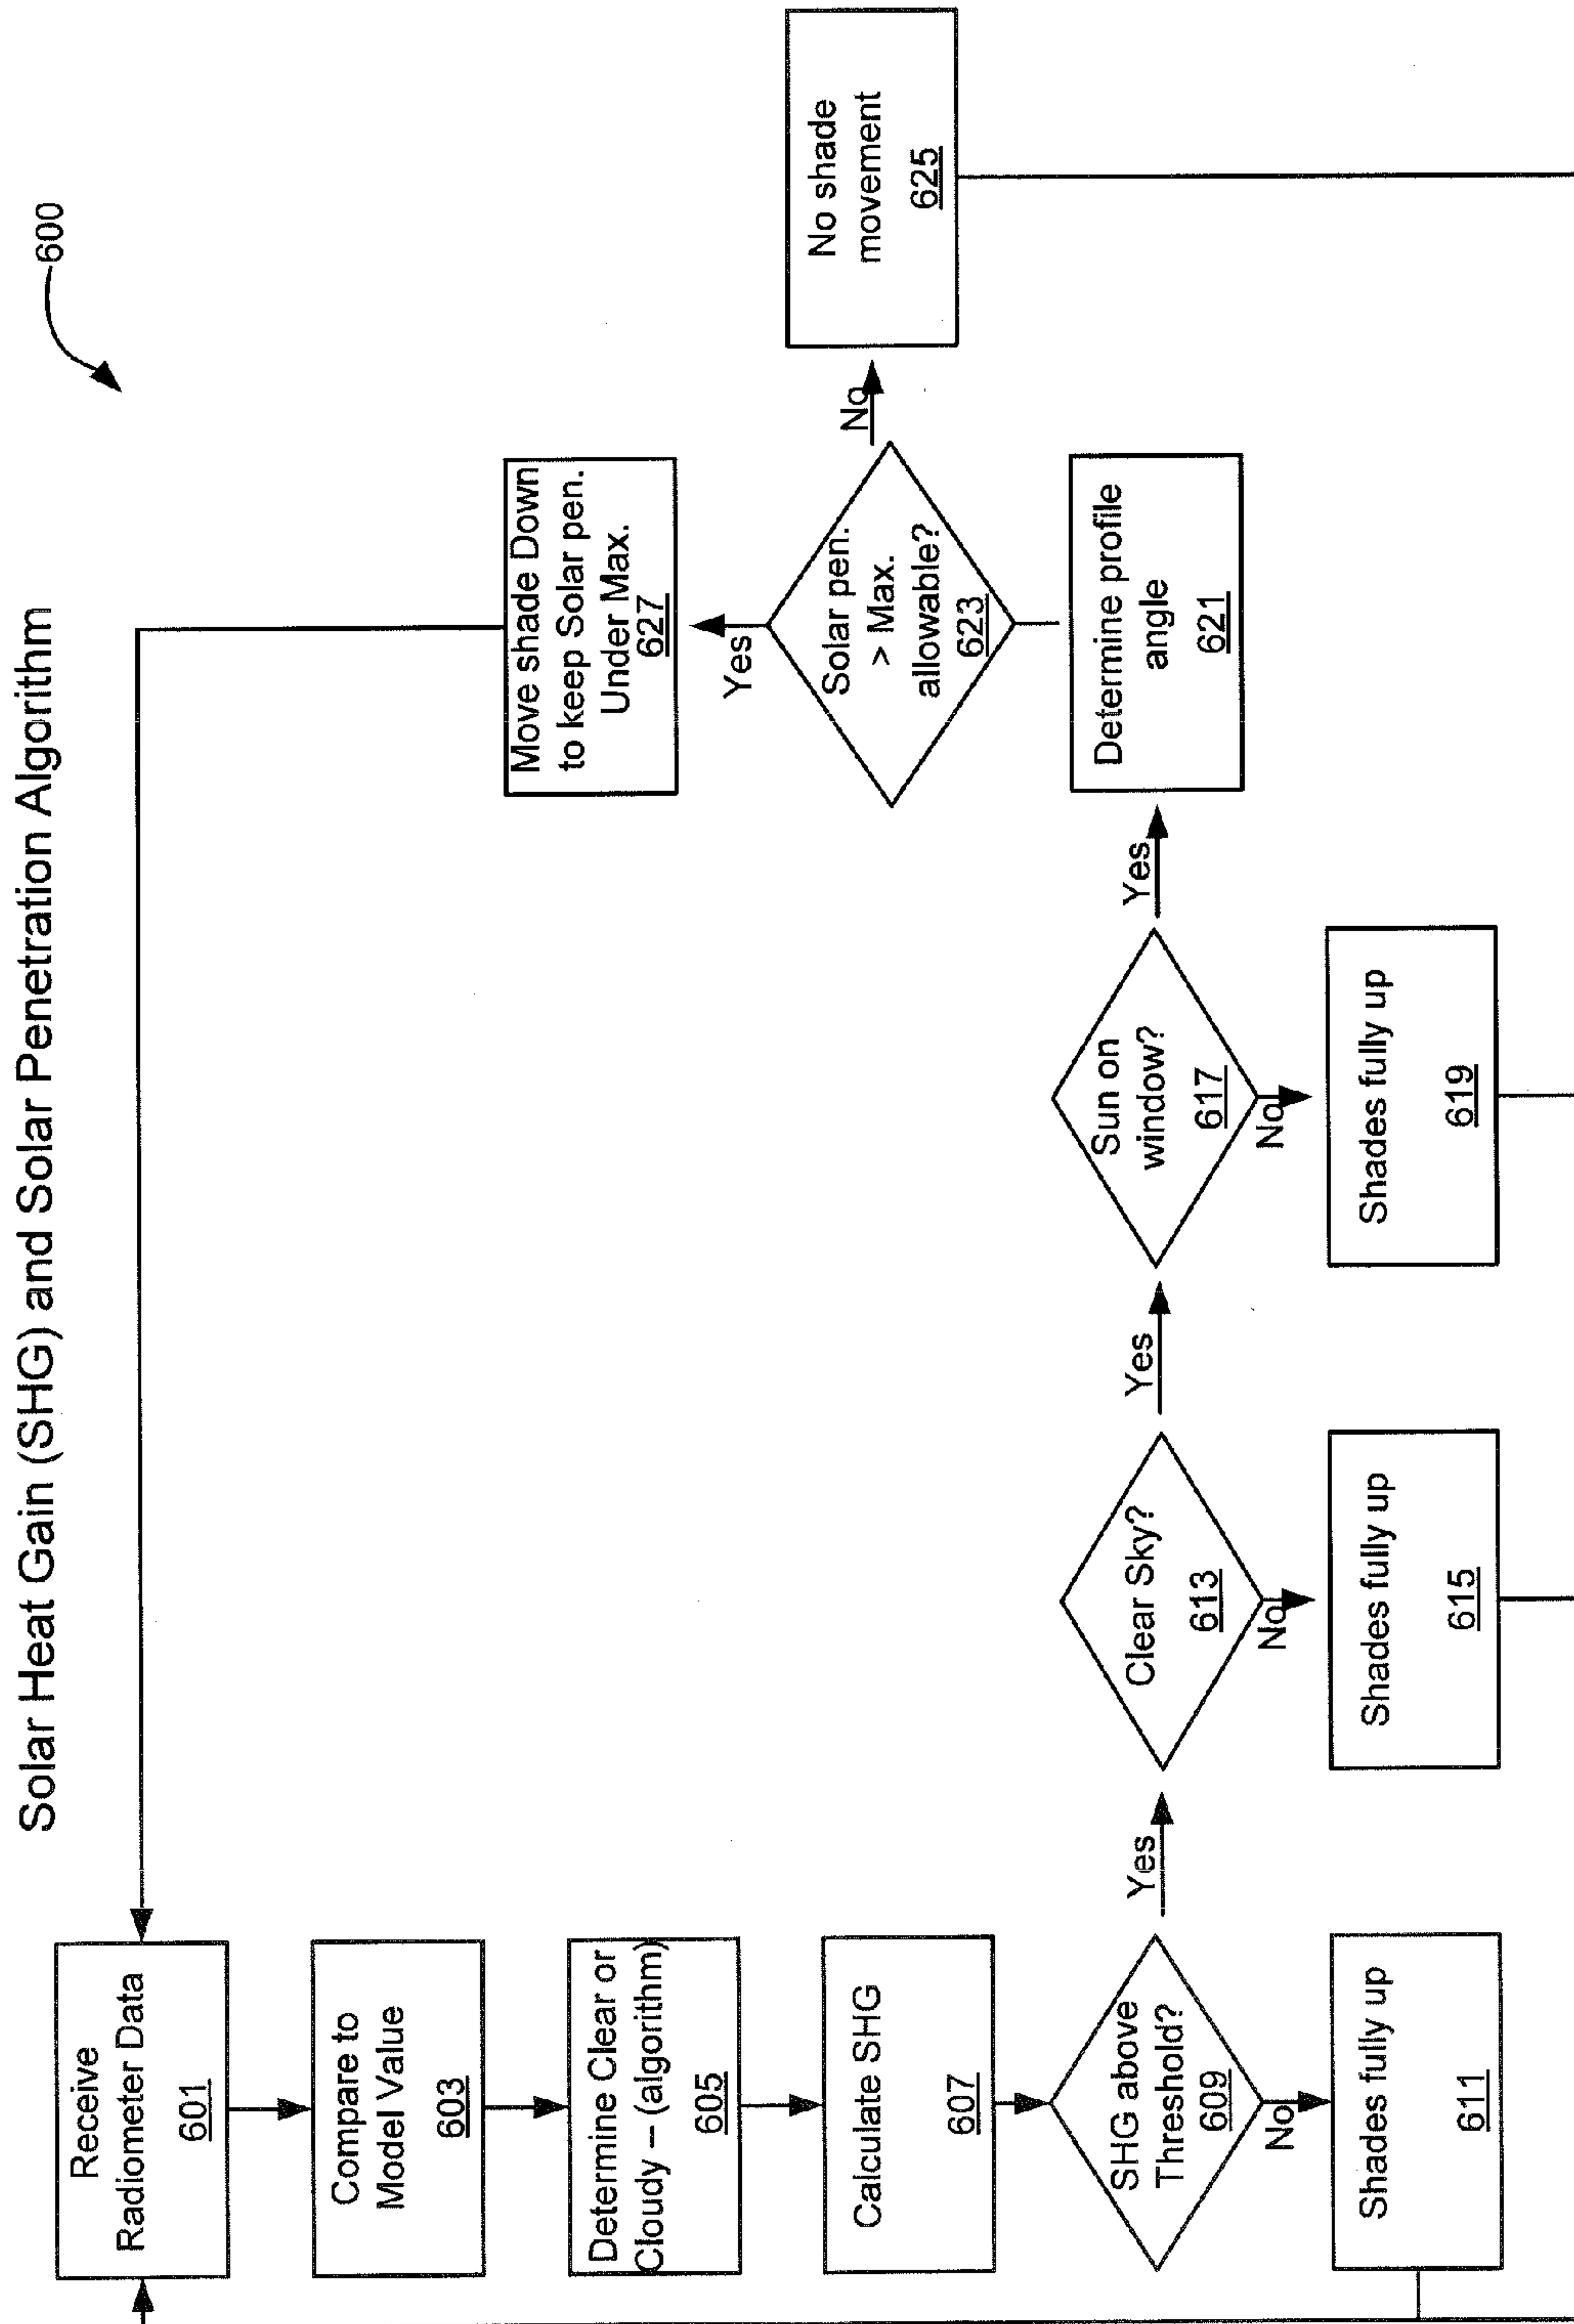 Solar Heat Gain (SHG) and Solar Penetration Algorithm
600
Receive
Radiometer Data
601
Compare to
Model Value
603
Determine Clear or
Cloudy – (algorithm)
605
Calculate SHG
607
SHG above
Threshold?
609
No
Shades fully up
611
Yes
Clear Sky?
613
No
Shades fully up
615
Yes
Sun on
window?
617
No
Shades fully up
619
Yes
Determine profile
angle
621
Solar pen.
> Max.
allowable?
623
Yes
Move shade Down
to keep Solar pen.
Under Max.
627
No
No shade
movement
625